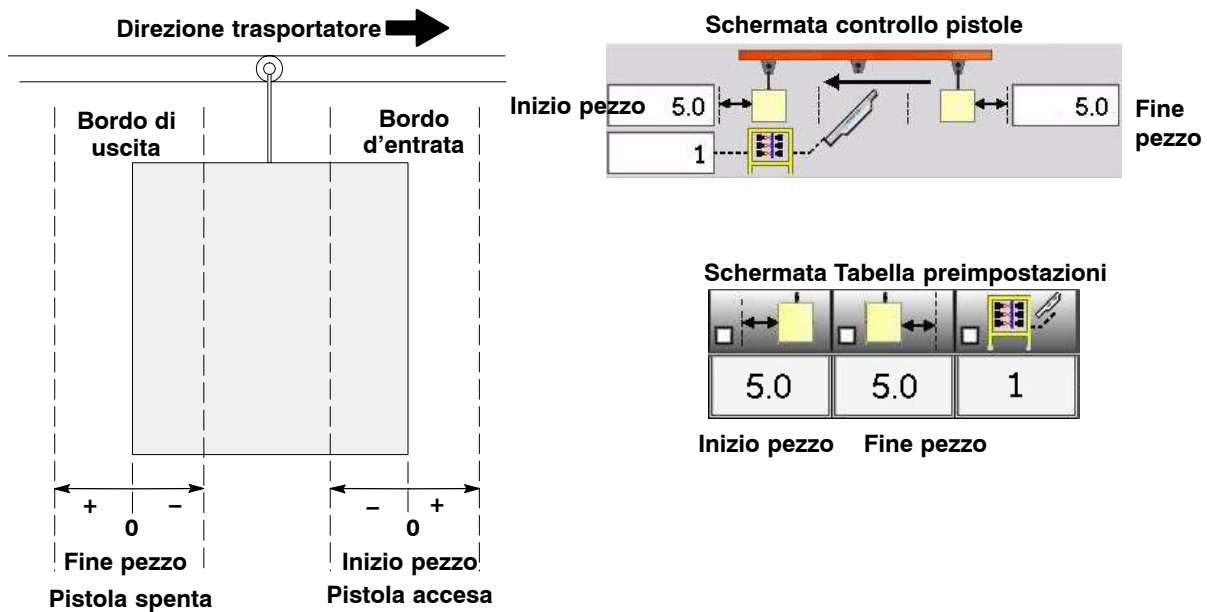 Direzione trasportatore
Bordo di
uscita
Bordo
d'entrata
+
–
0
–
+
0
Fine pezzo
Pistola spenta
Inizio pezzo
Pistola accesa
Schermata controllo pistole
Inizio pezzo
5.0
5.0
Fine
pezzo
1
Schermata Tabella preimpostazioni
5.0
5.0
1
Inizio pezzo
Fine pezzo